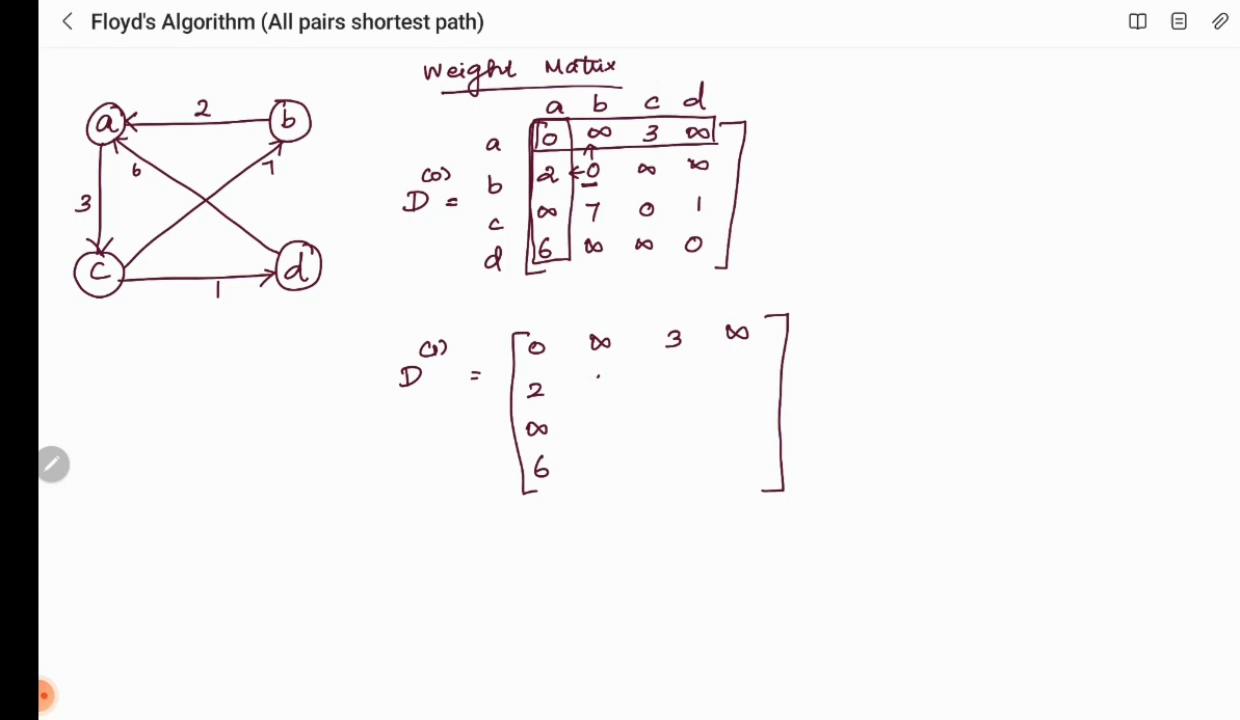 Floyd's Algorithm (All pairs shortest path)
Weight Matrix
a b c d
a 0 ∞ 3 ∞
D(0) = b 2 0 ∞ ∞
c ∞ 7 0 1
d 6 ∞ ∞ 0
a 2 b
6 7
3
c 1 d
D(1) = 0 ∞ 3 ∞
2
∞
6